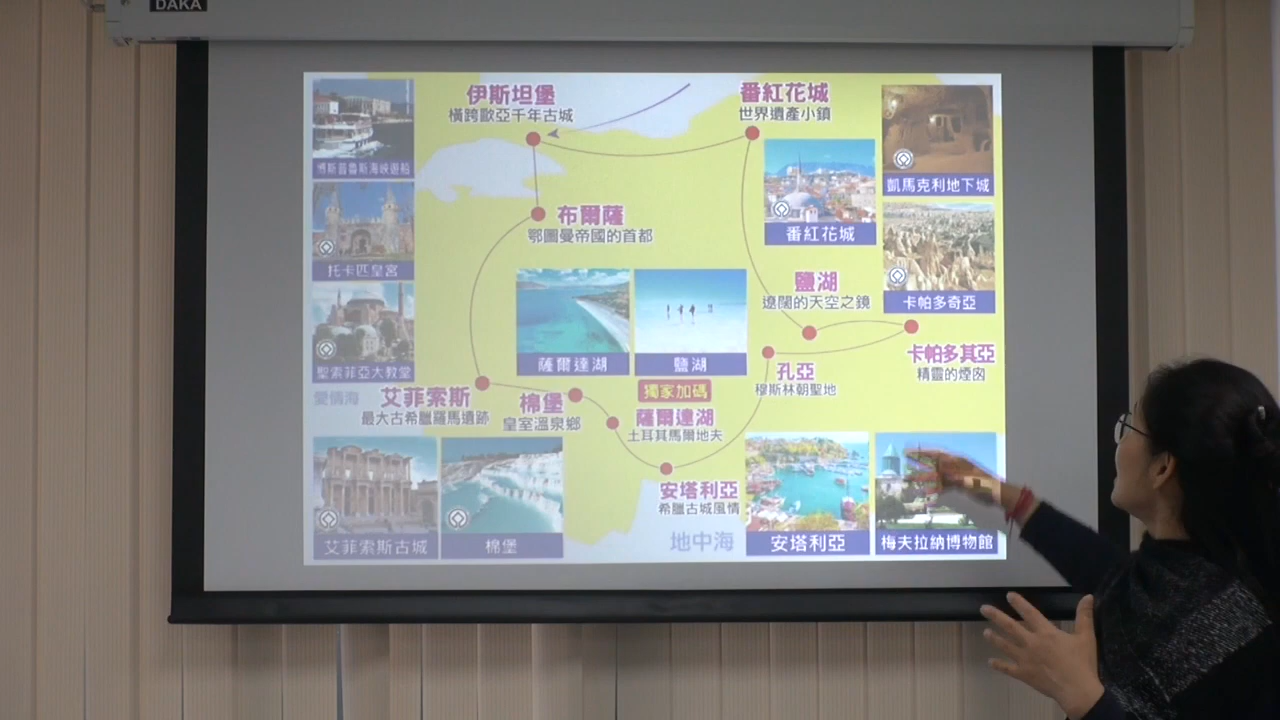 DAKA
伊斯坦堡
橫跨歐亞千年古城
番紅花城
世界遺產小鎮
博斯普魯斯海峽遊船
凱馬克利地下城
布爾薩
鄂圖曼帝國的首都
番紅花城
托卡匹皇宮
鹽湖
遼闊的天空之鏡
卡帕多奇亞
薩爾達湖
鹽湖
卡帕多其亞
精靈的煙囪
聖索菲亞大教堂
孔亞
穆斯林朝聖地
愛情海
艾菲索斯
最大古希臘羅馬遺跡
棉堡
皇室溫泉鄉
獨家加碼
薩爾達湖
土耳其馬爾地夫
安塔利亞
希臘古城風情
地中海
艾菲索斯古城
棉堡
安塔利亞
梅夫拉納博物館